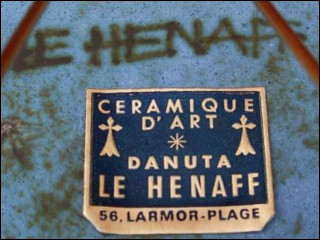 LE HENAFF
CERAMIQUE
D'ART
DANUTA
LE HENAFF
56, LARMOR-PLAGE